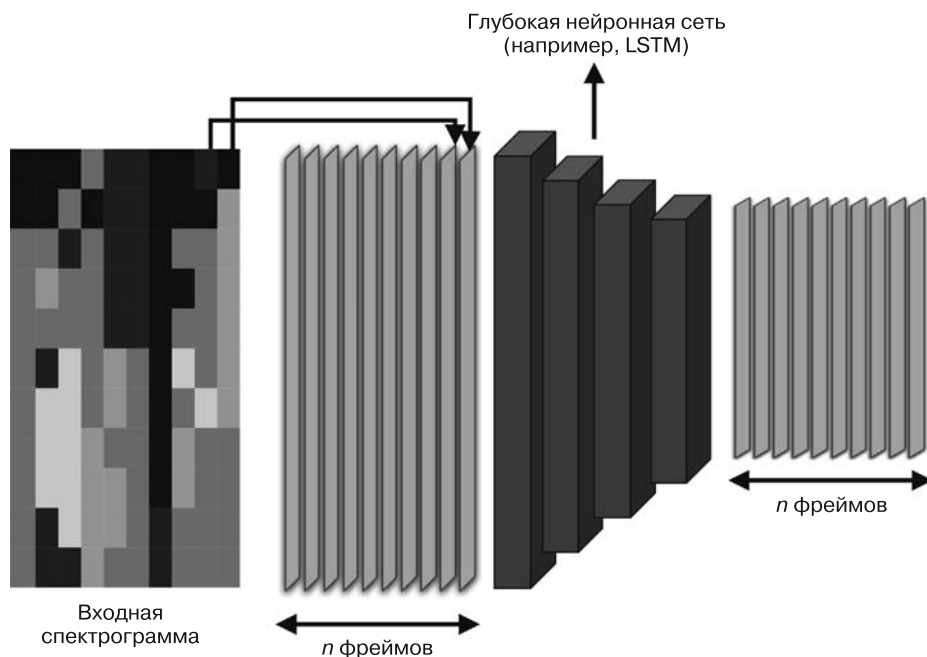 Глубокая нейронная сеть
(например, LSTM)
n фреймов
Входная
спектрограмма
n фреймов